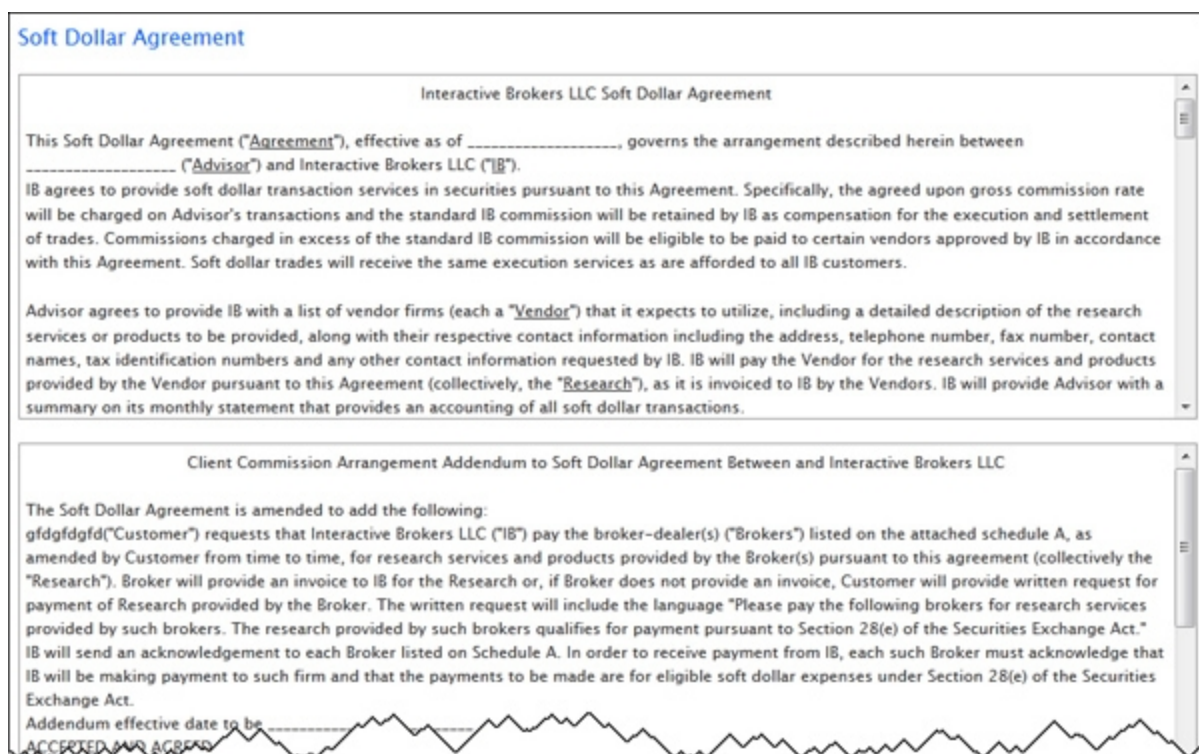 Soft Dollar Agreement
Interactive Brokers LLC Soft Dollar Agreement
This Soft Dollar Agreement ("Agreement"), effective as of __________________, governs the arrangement described herein between
__________________ ("Advisor") and Interactive Brokers LLC ("IB").
IB agrees to provide soft dollar transaction services in securities pursuant to this Agreement. Specifically, the agreed upon gross commission rate
will be charged on Advisor's transactions and the standard IB commission will be retained by IB as compensation for the execution and settlement
of trades. Commissions charged in excess of the standard IB commission will be eligible to be paid to certain vendors approved by IB in accordance
with this Agreement. Soft dollar trades will receive the same execution services as are afforded to all IB customers.
Advisor agrees to provide IB with a list of vendor firms (each a "Vendor") that it expects to utilize, including a detailed description of the research
services or products to be provided, along with their respective contact information including the address, telephone number, fax number, contact
names, tax identification numbers and any other contact information requested by IB. IB will pay the Vendor for the research services and products
provided by the Vendor pursuant to this Agreement (collectively, the "Research"), as it is invoiced to IB by the Vendors. IB will provide Advisor with a
summary on its monthly statement that provides an accounting of all soft dollar transactions.
Client Commission Arrangement Addendum to Soft Dollar Agreement Between and Interactive Brokers LLC
The Soft Dollar Agreement is amended to add the following:
gfdgfdgfd("Customer") requests that Interactive Brokers LLC ("IB") pay the broker-dealer(s) ("Brokers") listed on the attached schedule A, as
amended by Customer from time to time, for research services and products provided by the Broker(s) pursuant to this agreement (collectively the
"Research"). Broker will provide an invoice to IB for the Research or, if Broker does not provide an invoice, Customer will provide written request for
payment of Research provided by the Broker. The written request will include the language "Please pay the following brokers for research services
provided by such brokers. The research provided by such brokers qualifies for payment pursuant to Section 28(e) of the Securities Exchange Act."
IB will send an acknowledgement to each Broker listed on Schedule A. In order to receive payment from IB, each such Broker must acknowledge that
IB will be making payment to such firm and that the payments to be made are for eligible soft dollar expenses under Section 28(e) of the Securities
Exchange Act.
Addendum effective date to be _________________________
ACCEPTED AND AGREED